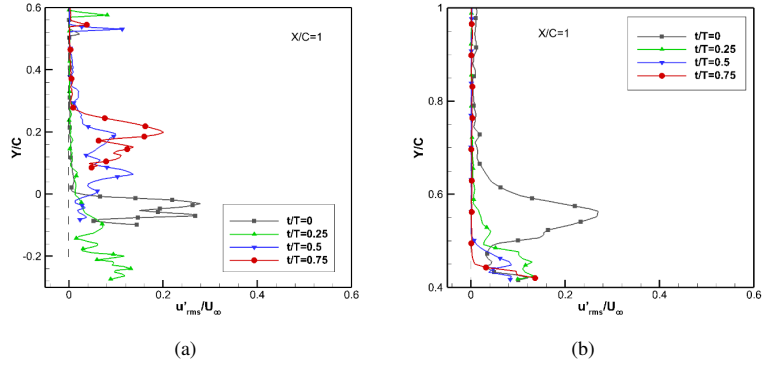 X/C=1
Y/C
0.6
0.4
0.2
0
-0.2
0
0.2
0.4
0.6
u'rms/U∞
t/T=0
t/T=0.25
t/T=0.5
t/T=0.75
(a)
X/C=1
Y/C
1
0.8
0.6
0.4
0
0.2
0.4
0.6
u'rms/U∞
t/T=0
t/T=0.25
t/T=0.5
t/T=0.75
(b)